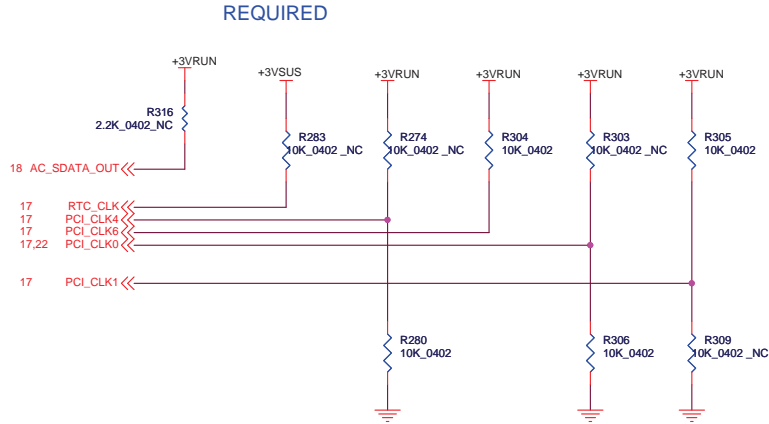 REQUIRED
+3VRUN
+3VSUS
+3VRUN
+3VRUN
+3VRUN
+3VRUN
R316
2.2K_0402_NC
R283
10K_0402 _NC
R274
10K_0402 _NC
R304
10K_0402
R303
10K_0402 _NC
R305
10K_0402
18 AC_SDATA_OUT
17 RTC_CLK
17 PCI_CLK4
17 PCI_CLK6
17,22 PCI_CLK0
17 PCI_CLK1
R280
10K_0402
R306
10K_0402
R309
10K_0402 _NC